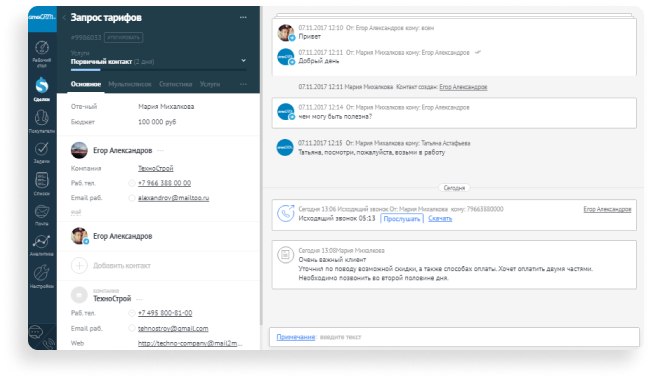 amoCRM.
Рабочий стол
Сделки
Покупатели
Задачи
Списки
Почта
Аналитика
Настройки
Запрос тарифов
#9986033 #ТЕГИРОВАТЬ
Услуги
Первичный контакт (2 дня)
Основное Мультисписок Статистика Услуги
Отв-ный Мария Михалкова
Бюджет 100 000 руб
Егор Александров
Компания ТехноСтрой
Раб. тел. +7 966 388 00 00
Email раб. alexandrov@mailtoo.ru
ещё
Егор Александров
Добавить контакт
компания
ТехноСтрой
Раб. тел. +7 495 800-81-00
Email раб. tehnostroy@gmail.com
Web http://techno-company@mail2m...
07.11.2017 12:10 От: Егор Александров кому: всем
Привет
07.11.2017 12:11 От: Мария Михалкова кому: Егор Александров
Добрый день
07.11.2017 12:11 Мария Михалкова Контакт создан: Егор Александров
07.11.2017 12:14 От: Мария Михалкова кому: Егор Александров
чем могу быть полезна?
07.11.2017 12:15 От: Мария Михалкова кому: Татьяна Астафьева
Татьяна, посмотри, пожалуйста, возьми в работу
Сегодня
Сегодня 13:06 Исходящий звонок От: Мария Михалкова кому: 79663880000 Егор Александров
Исходящий звонок 05:13 Прослушать Скачать
Сегодня 13:08 Мария Михалкова
Очень важный клиент
Уточнил по поводу возможной скидки, а также способах оплаты. Хочет оплатить двумя частями.
Необходимо позвонить во второй половине дня.
Примечание: введите текст